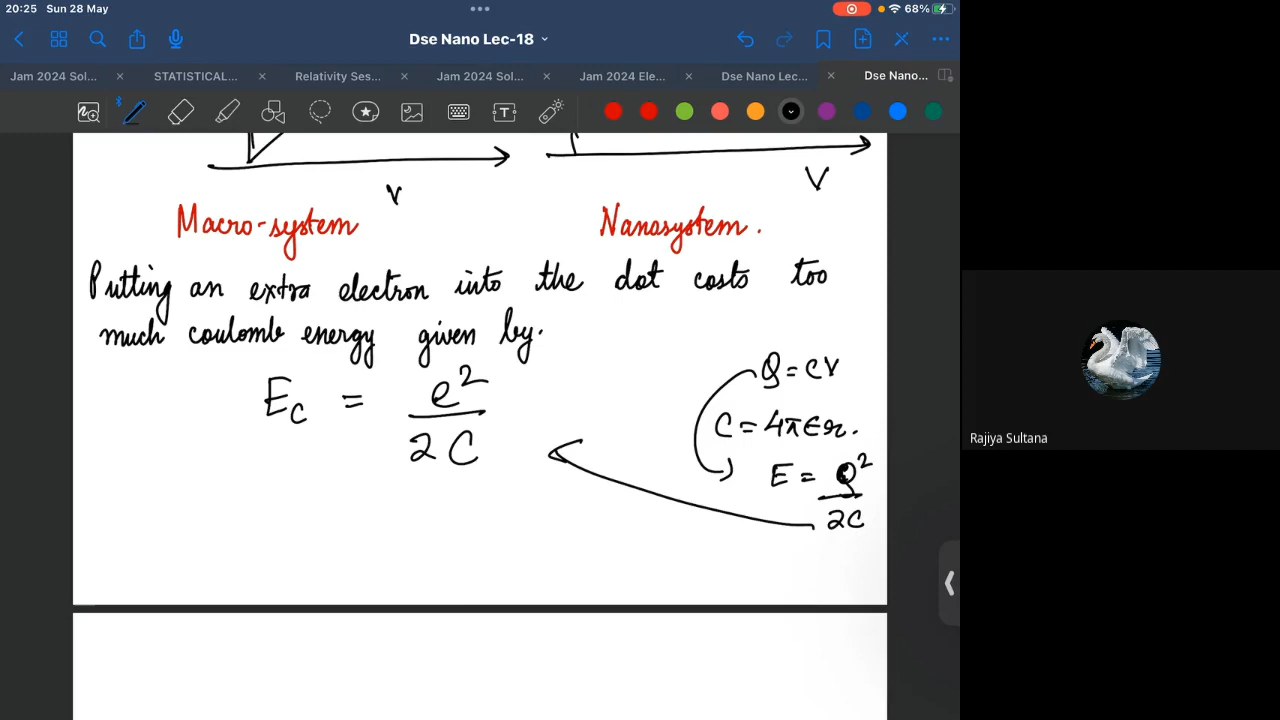 20:25 Sun 28 May
68%
Dse Nano Lec-18
Jam 2024 Sol...
STATISTICAL...
Relativity Ses...
Jam 2024 Sol...
Jam 2024 Ele...
Dse Nano Lec...
Dse Nano...
V
V
Macro-system
Nanosystem.
Putting an extra electron into the dot costs too
much coulomb energy given by.
E_C = e²/2C
Q = CV
C = 4πЄr.
E = Q²/2C
Rajiya Sultana